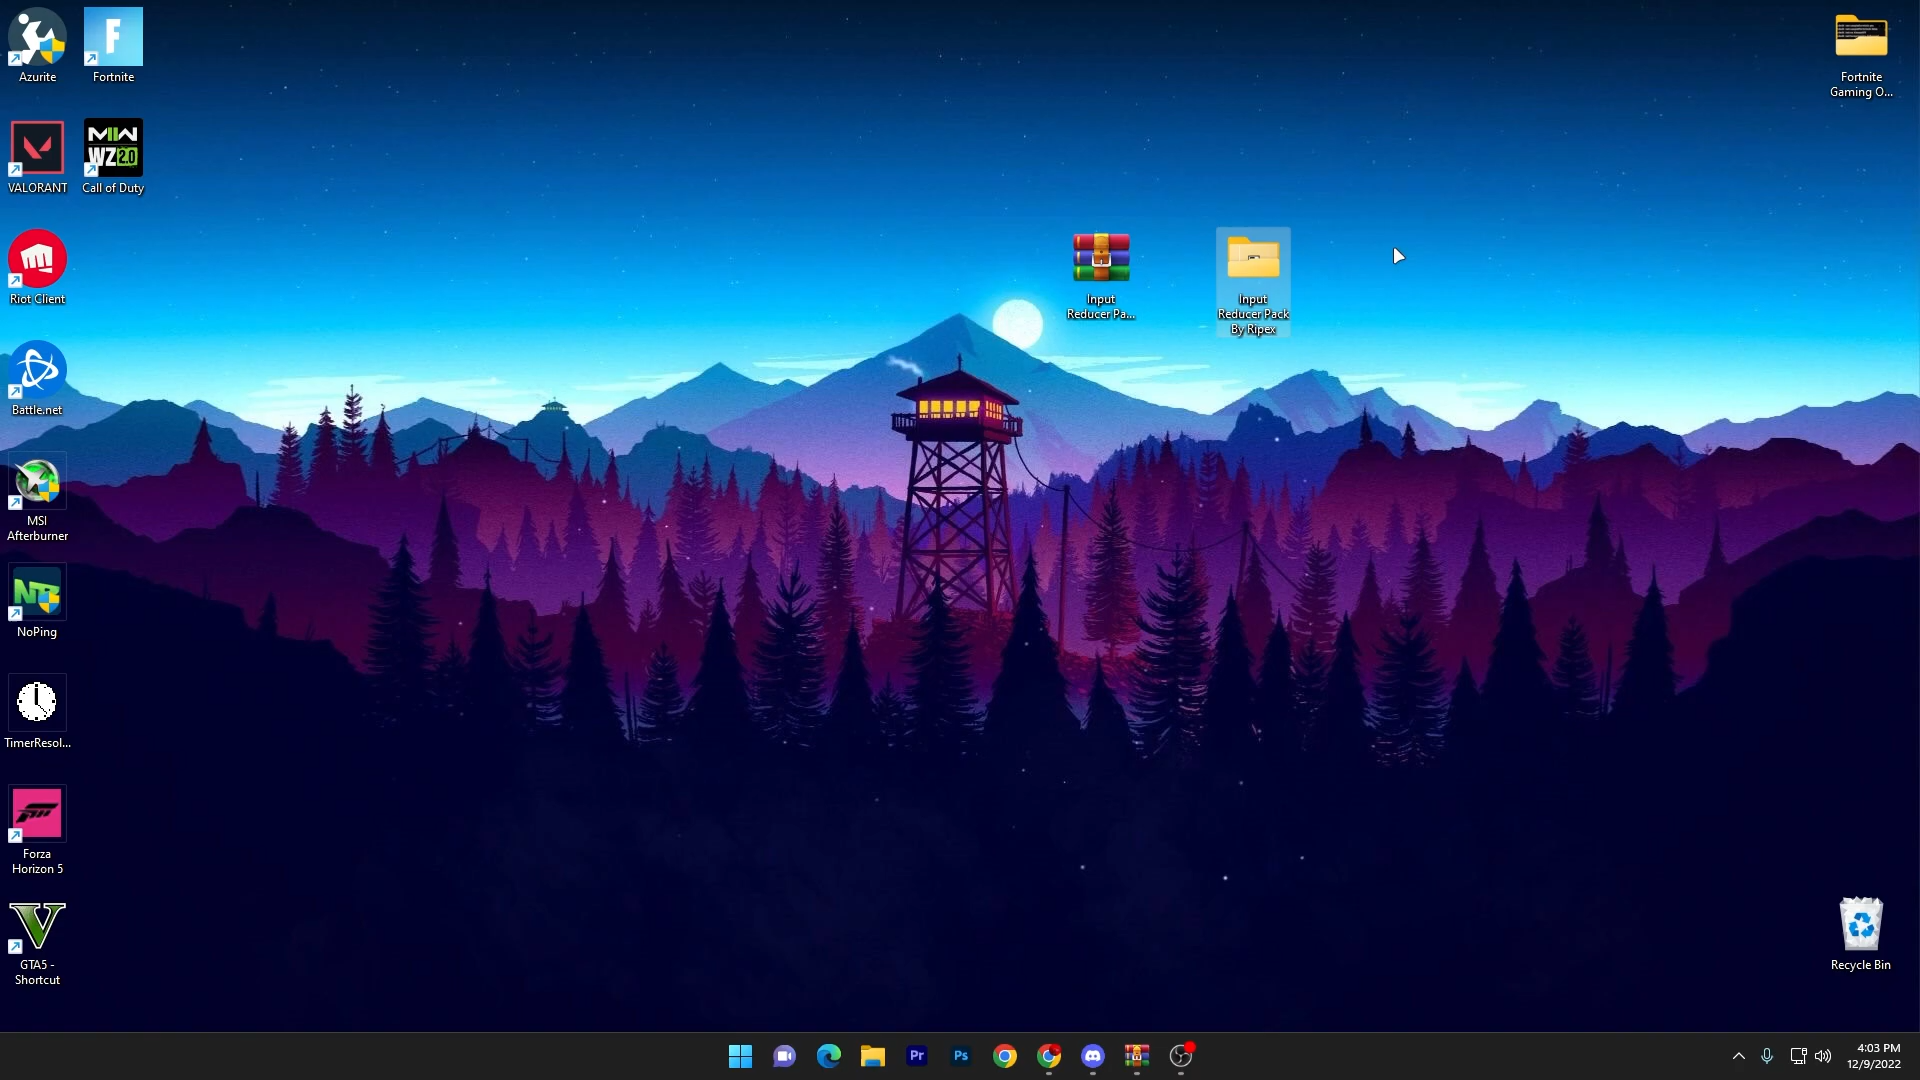 Azurite
Fortnite
Fortnite
Gaming O...
VALORANT
MW
WZ2.0
Call of Duty
Riot Client
Input
Reducer Pa...
Input
Reducer Pack
By Ripex
Battle.net
MSI
Afterburner
NoPing
TimerResol...
Forza
Horizon 5
GTA5 -
Shortcut
Recycle Bin
Pr
Ps
4:03 PM
12/9/2022